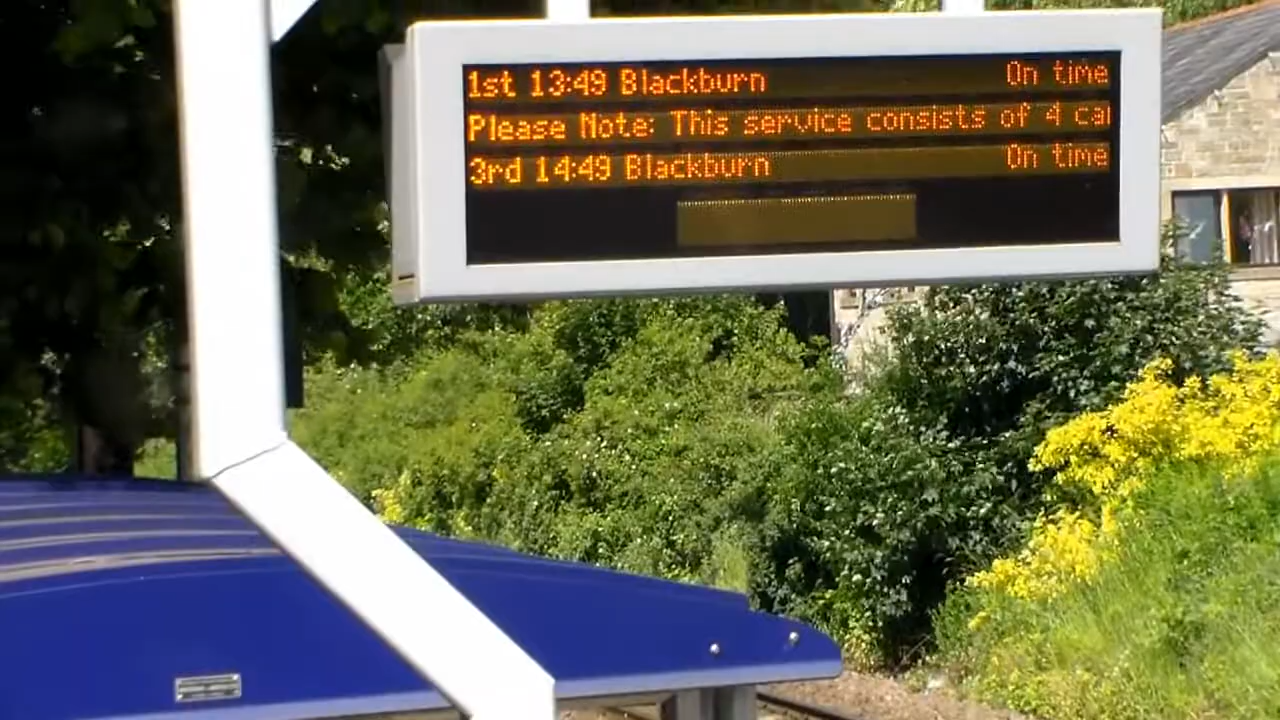 1st 13:49 Blackburn On time
Please Note: This service consists of 4 car
3rd 14:49 Blackburn On time